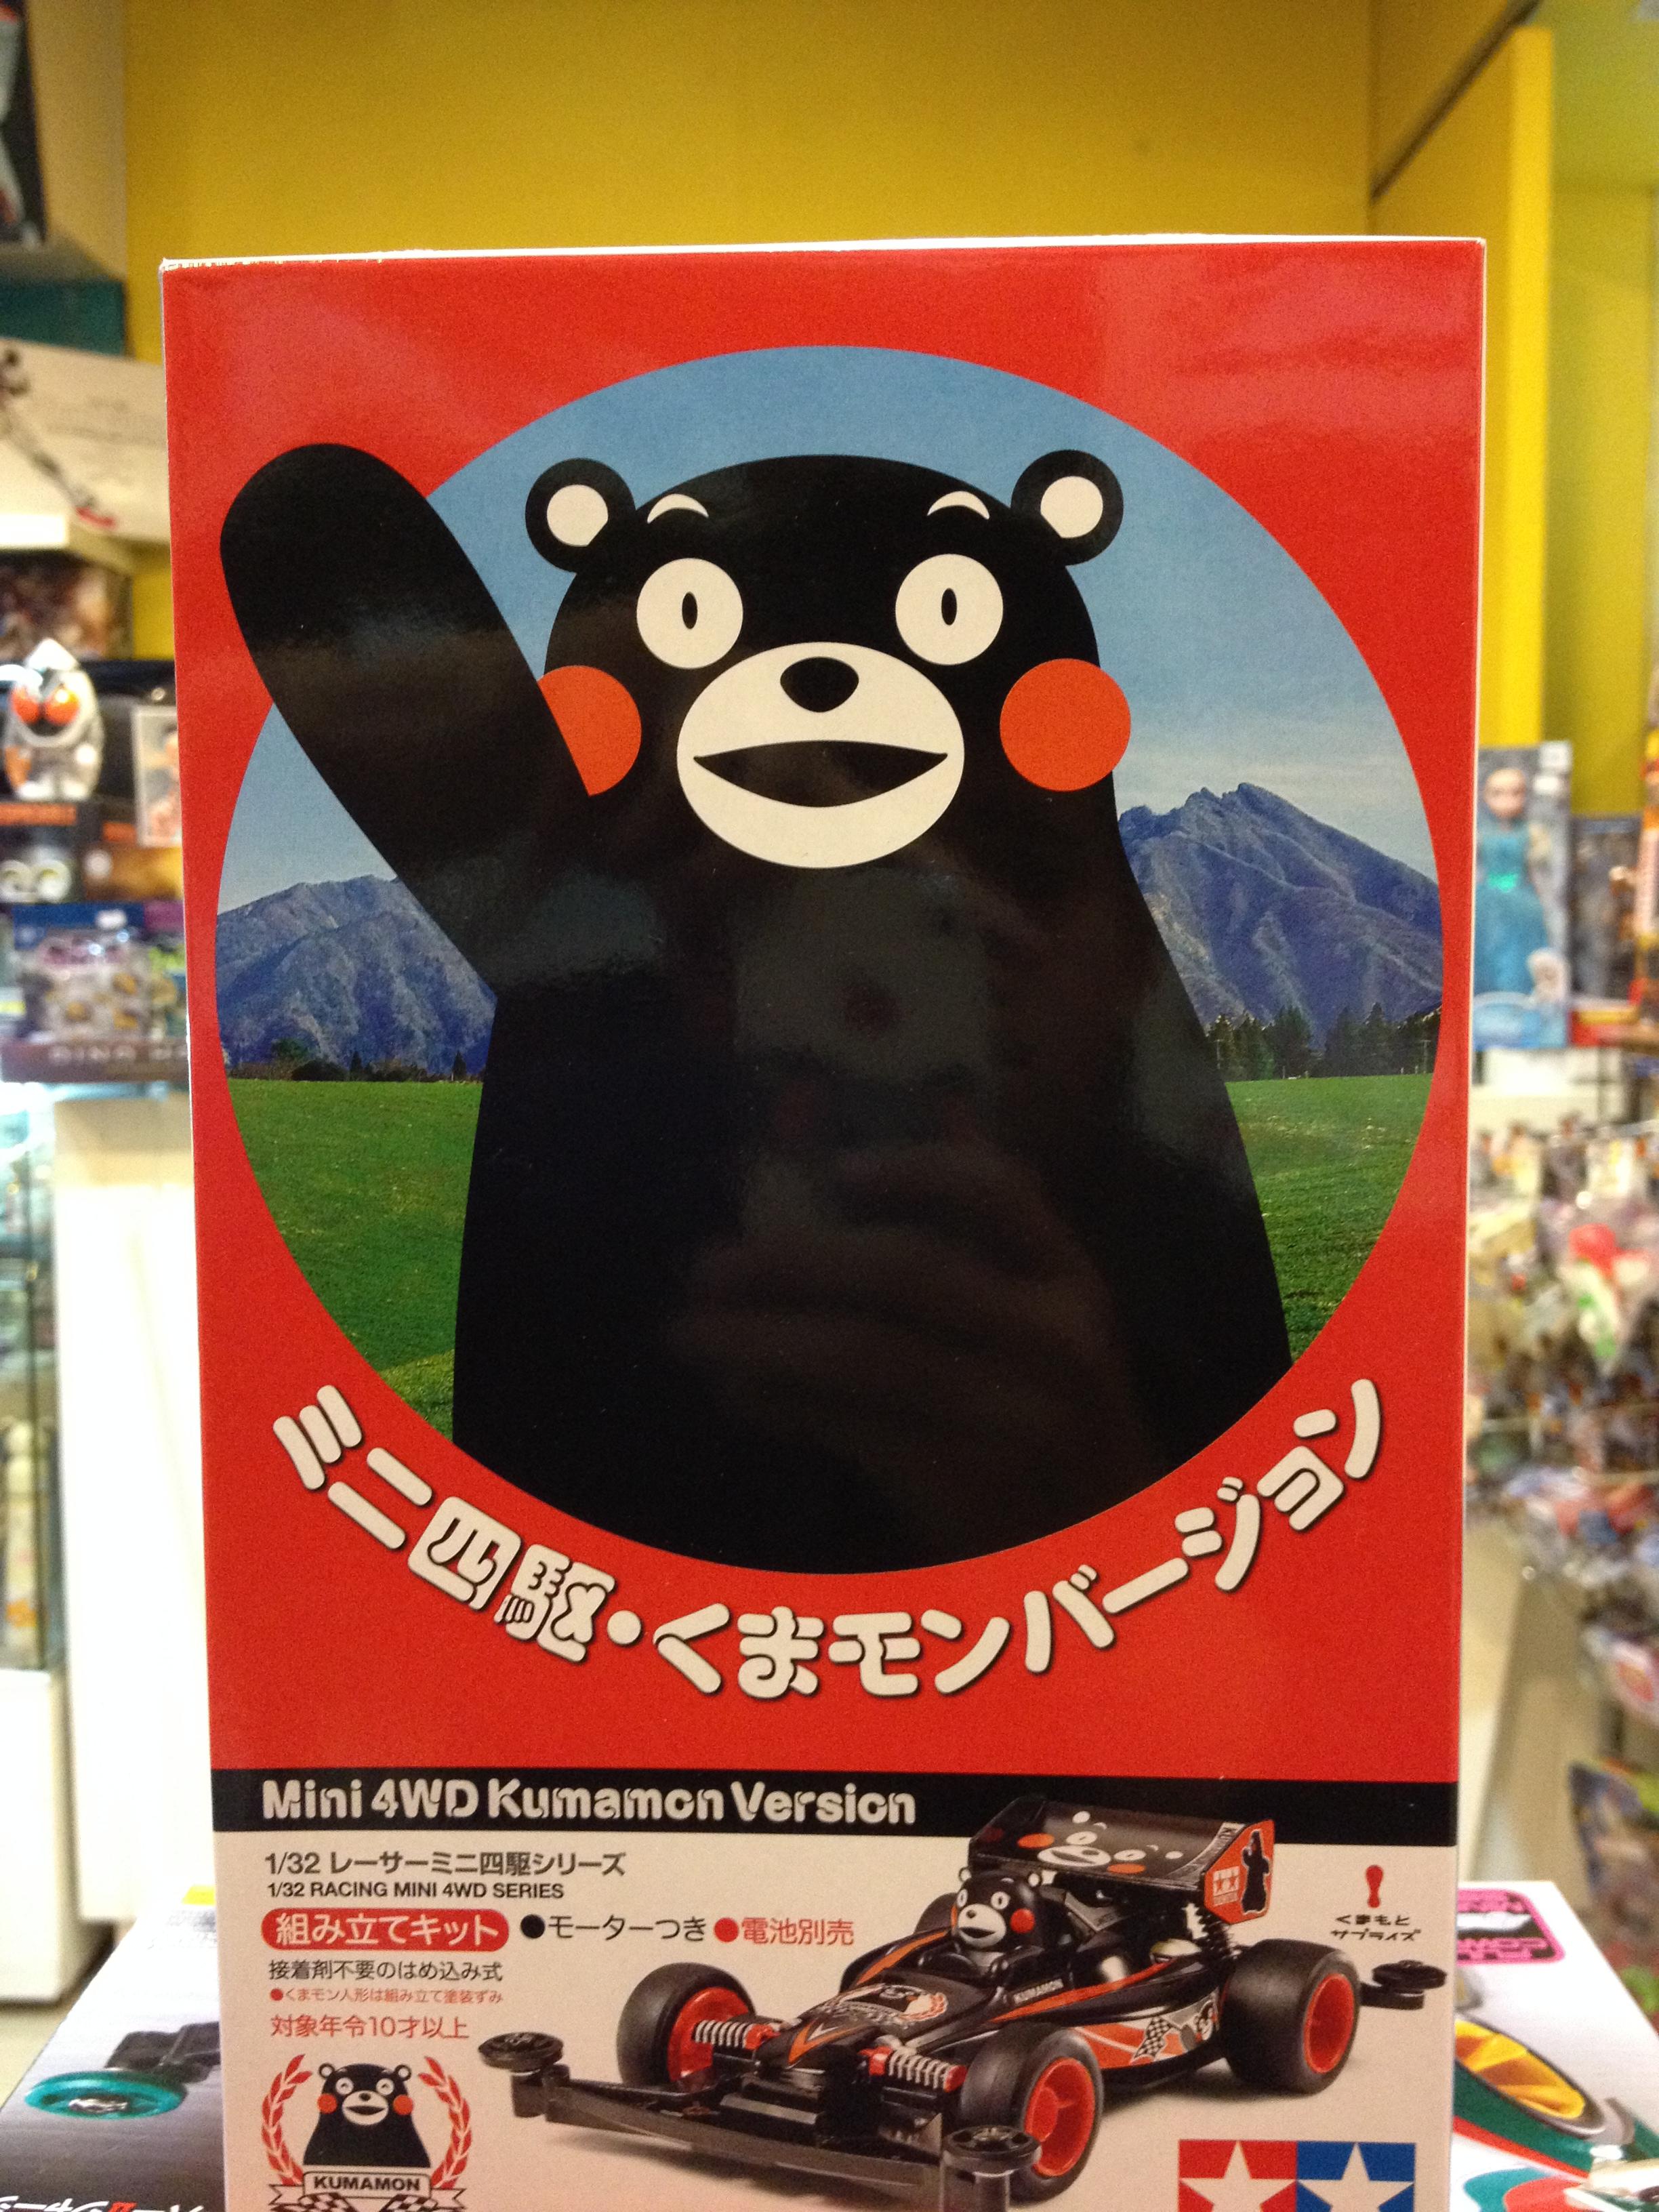 ミニ四駆・くまモンバージョン
Mini 4WD Kumamon Version
1/32 レーサーミニ四駆シリーズ
1/32 RACING MINI 4WD SERIES
組み立てキット ●モーターつき ●電池別売
接着剤不要のはめ込み式
●くまモン人形は組み立て塗装ずみ
対象年令10才以上
くまもと
サプライズ
KUMAMON
KUMAMON